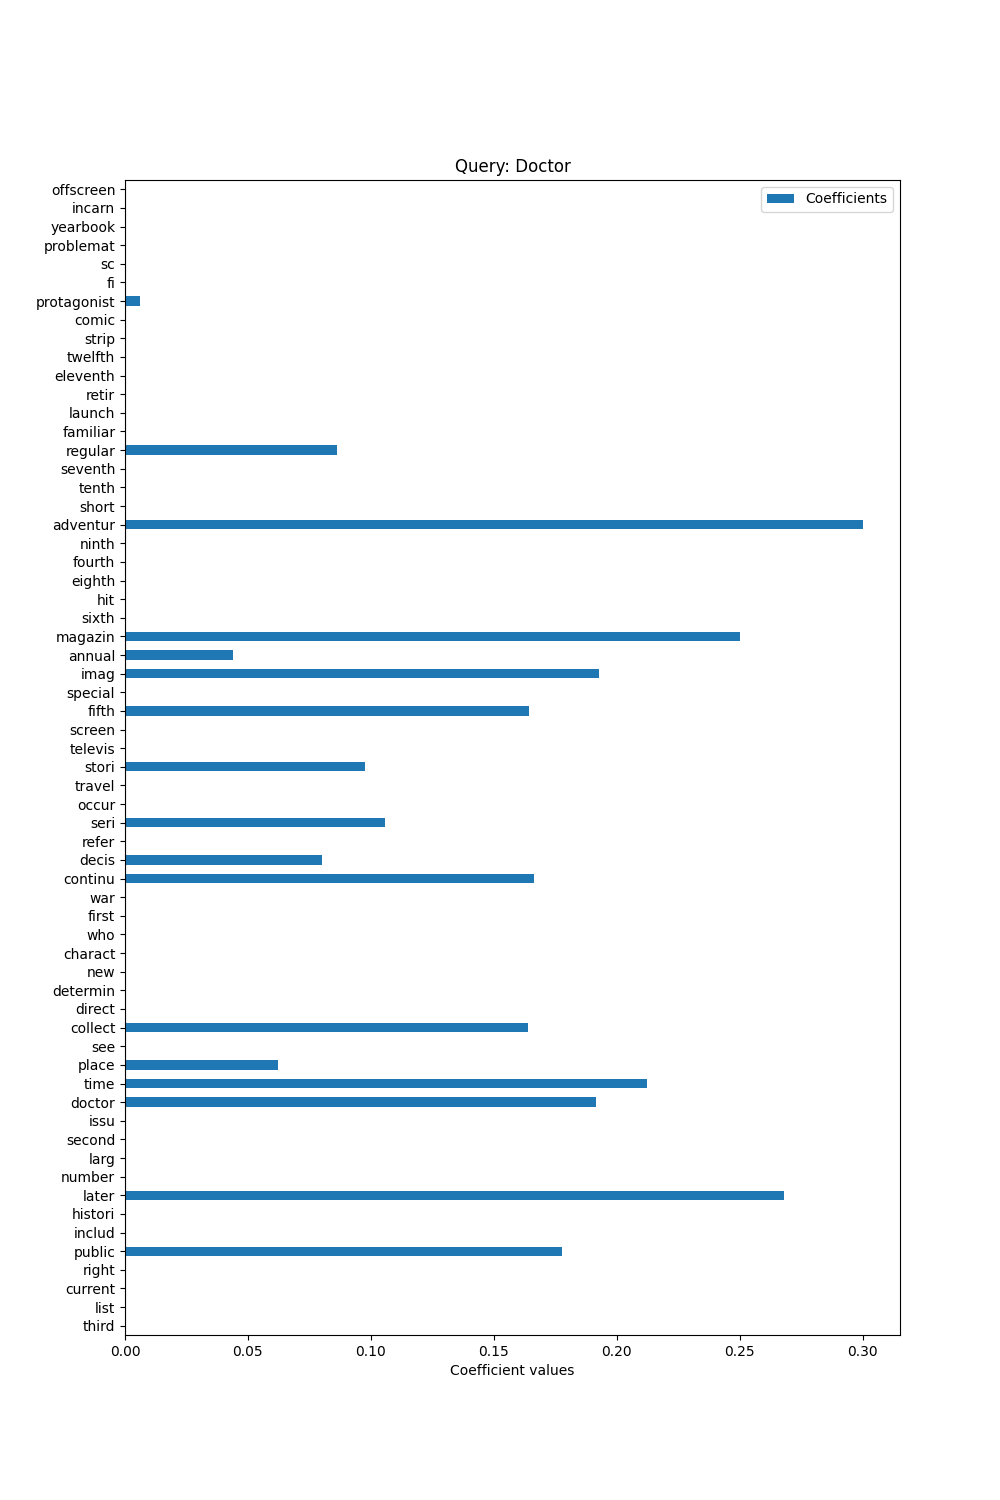 Query: Doctor
Coefficients
offscreen
incarn
yearbook
problemat
sc
fi
protagonist
comic
strip
twelfth
eleventh
retir
launch
familiar
regular
seventh
tenth
short
adventur
ninth
fourth
eighth
hit
sixth
magazin
annual
imag
special
fifth
screen
televis
stori
travel
occur
seri
refer
decis
continu
war
first
who
charact
new
determin
direct
collect
see
place
time
doctor
issu
second
larg
number
later
histori
includ
public
right
current
list
third
0.00 0.05 0.10 0.15 0.20 0.25 0.30
Coefficient values